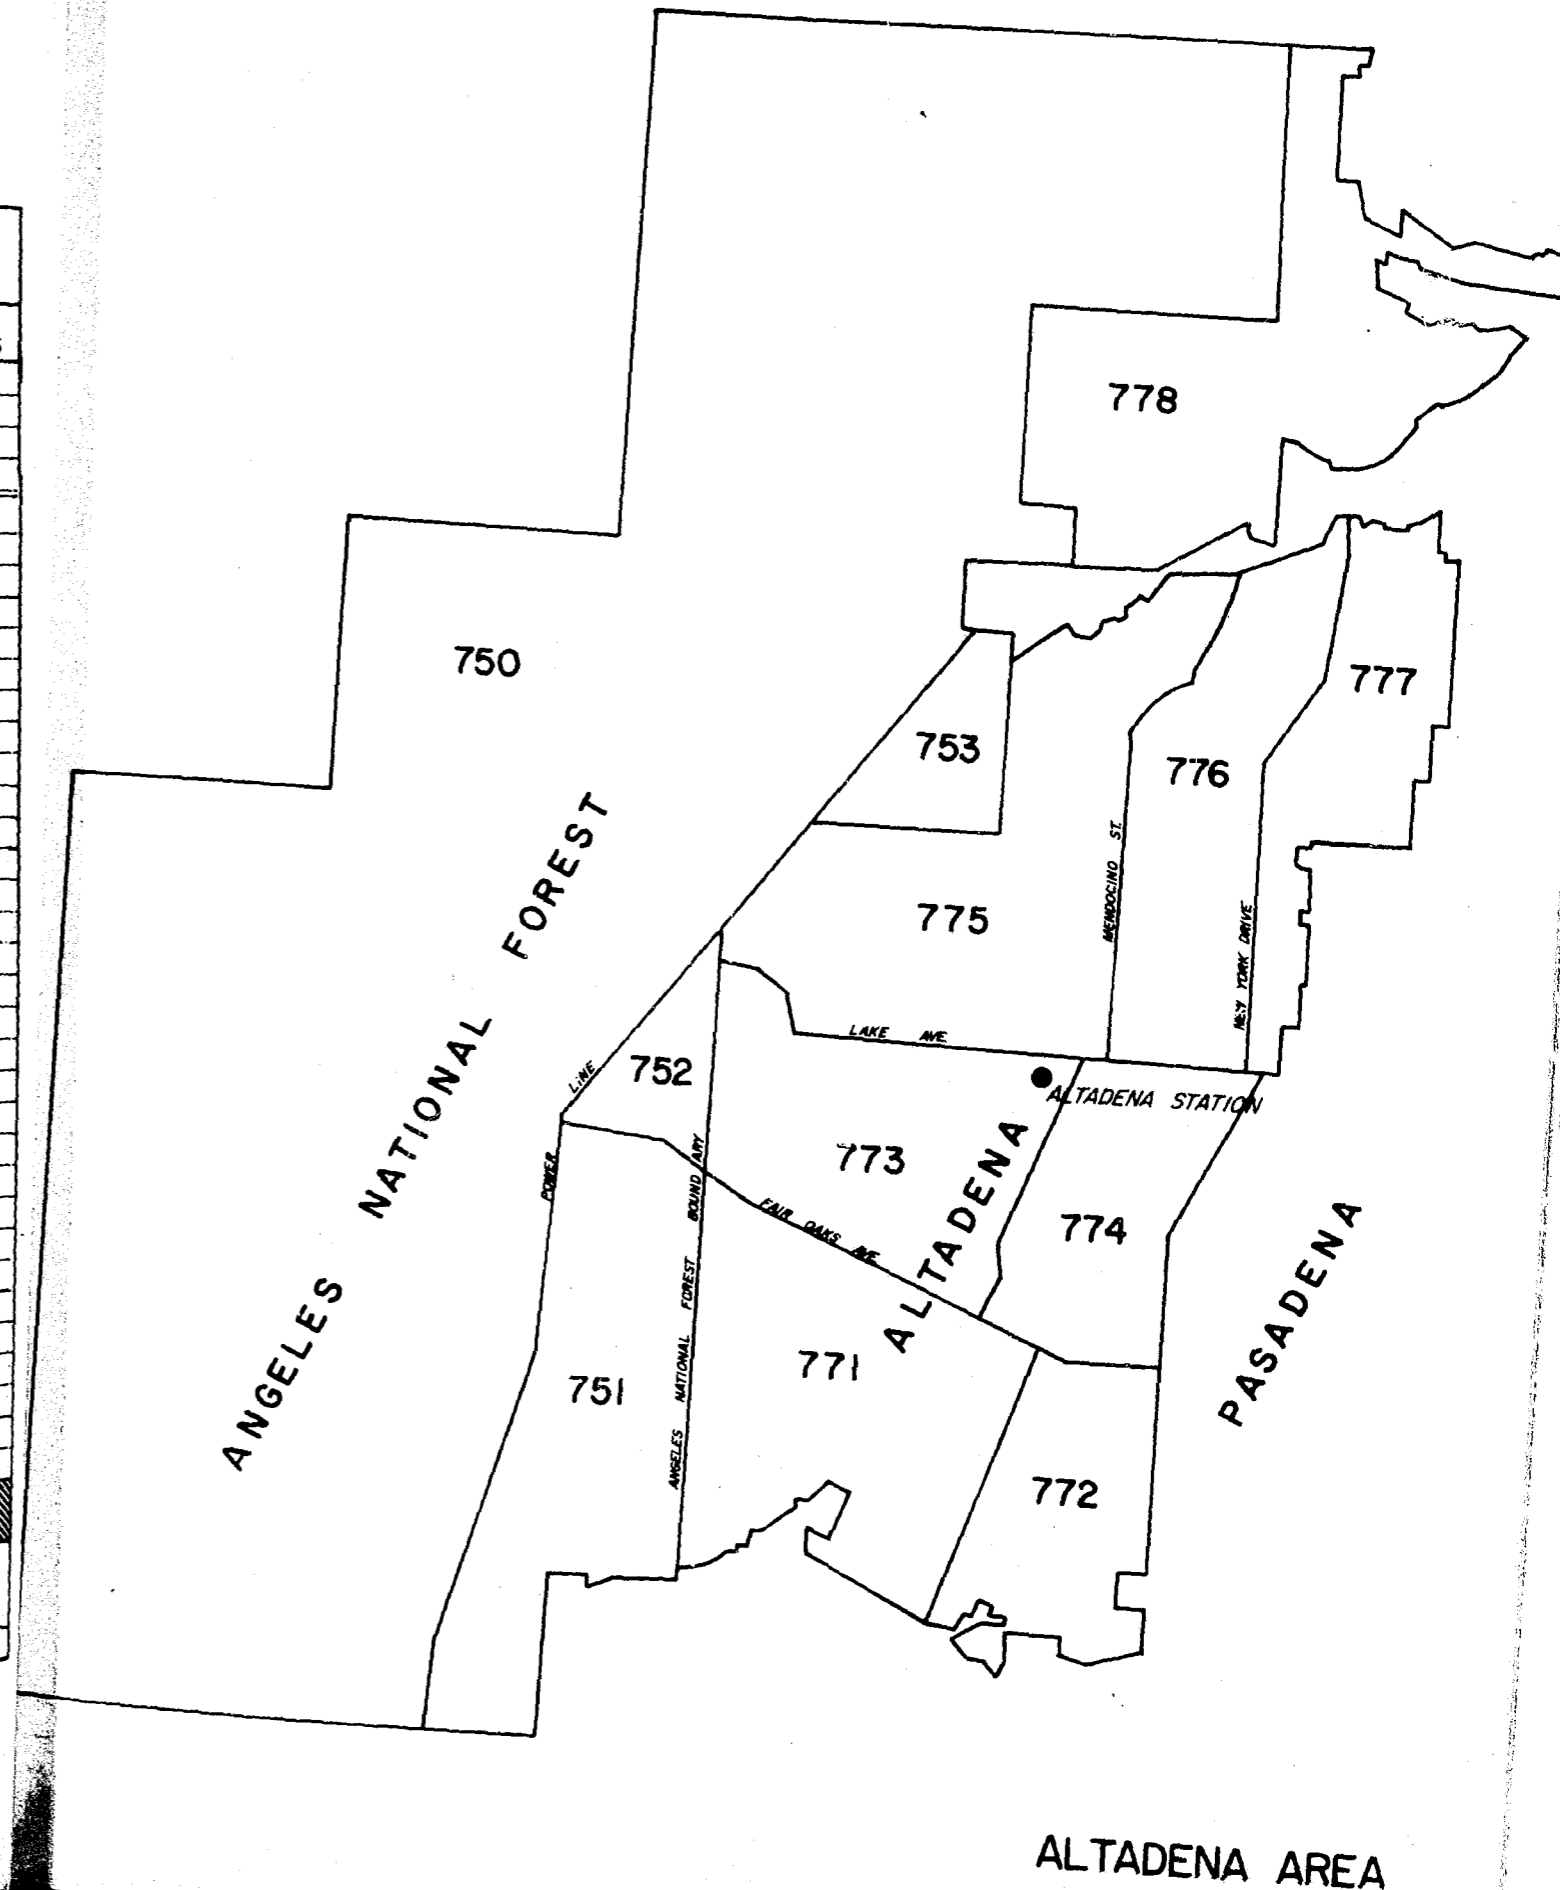 778
750
777
753
776
MENDOCINO ST.
775
NEW YORK DRIVE
ANGELES NATIONAL FOREST
LAKE AVE.
752
POWER LINE
ALTADENA STATION
773
ANGELES NATIONAL FOREST BOUNDARY
FAIR OAKS AVE.
ALTADENA
774
PASADENA
771
751
772
ALTADENA AREA